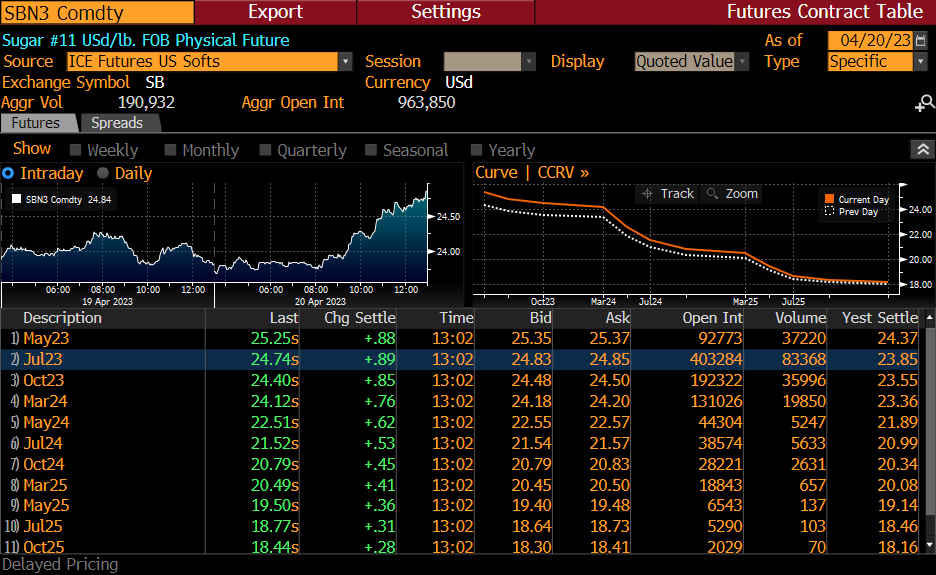 SBN3 Comdty Export Settings Futures Contract Table
Sugar #11 USd/lb. FOB Physical Future As of 04/20/23
Source ICE Futures US Softs Session Display Quoted Value Type Specific
Exchange Symbol SB Currency USd
Aggr Vol 190,932 Aggr Open Int 963,850
Futures Spreads
Show Weekly Monthly Quarterly Seasonal Yearly
Intraday Daily Curve | CCRV »
Track Zoom
SBN3 Comdty 24.84
Current Day
Prev Day
24.50
24.00
24.00
22.00
20.00
18.00
06:00 08:00 10:00 12:00 06:00 08:00 10:00 12:00
19 Apr 2023 20 Apr 2023
Oct23 Mar24 Jul24 Mar25 Jul25
Description Last Chg Settle Time Bid Ask Open Int Volume Yest Settle
1) May23 25.25s +.88 13:02 25.35 25.37 92773 37220 24.37
2) Jul23 24.74s +.89 13:02 24.83 24.85 403284 83368 23.85
3) Oct23 24.40s +.85 13:02 24.48 24.50 192322 35996 23.55
4) Mar24 24.12s +.76 13:02 24.18 24.20 131026 19850 23.36
5) May24 22.51s +.62 13:02 22.55 22.57 44304 5247 21.89
6) Jul24 21.52s +.53 13:02 21.54 21.57 38574 5633 20.99
7) Oct24 20.79s +.45 13:02 20.79 20.83 28221 2631 20.34
8) Mar25 20.49s +.41 13:02 20.45 20.50 18843 657 20.08
9) May25 19.50s +.36 13:02 19.40 19.48 6543 137 19.14
10) Jul25 18.77s +.31 13:02 18.64 18.73 5290 103 18.46
11) Oct25 18.44s +.28 13:02 18.30 18.41 2029 70 18.16
Delayed Pricing